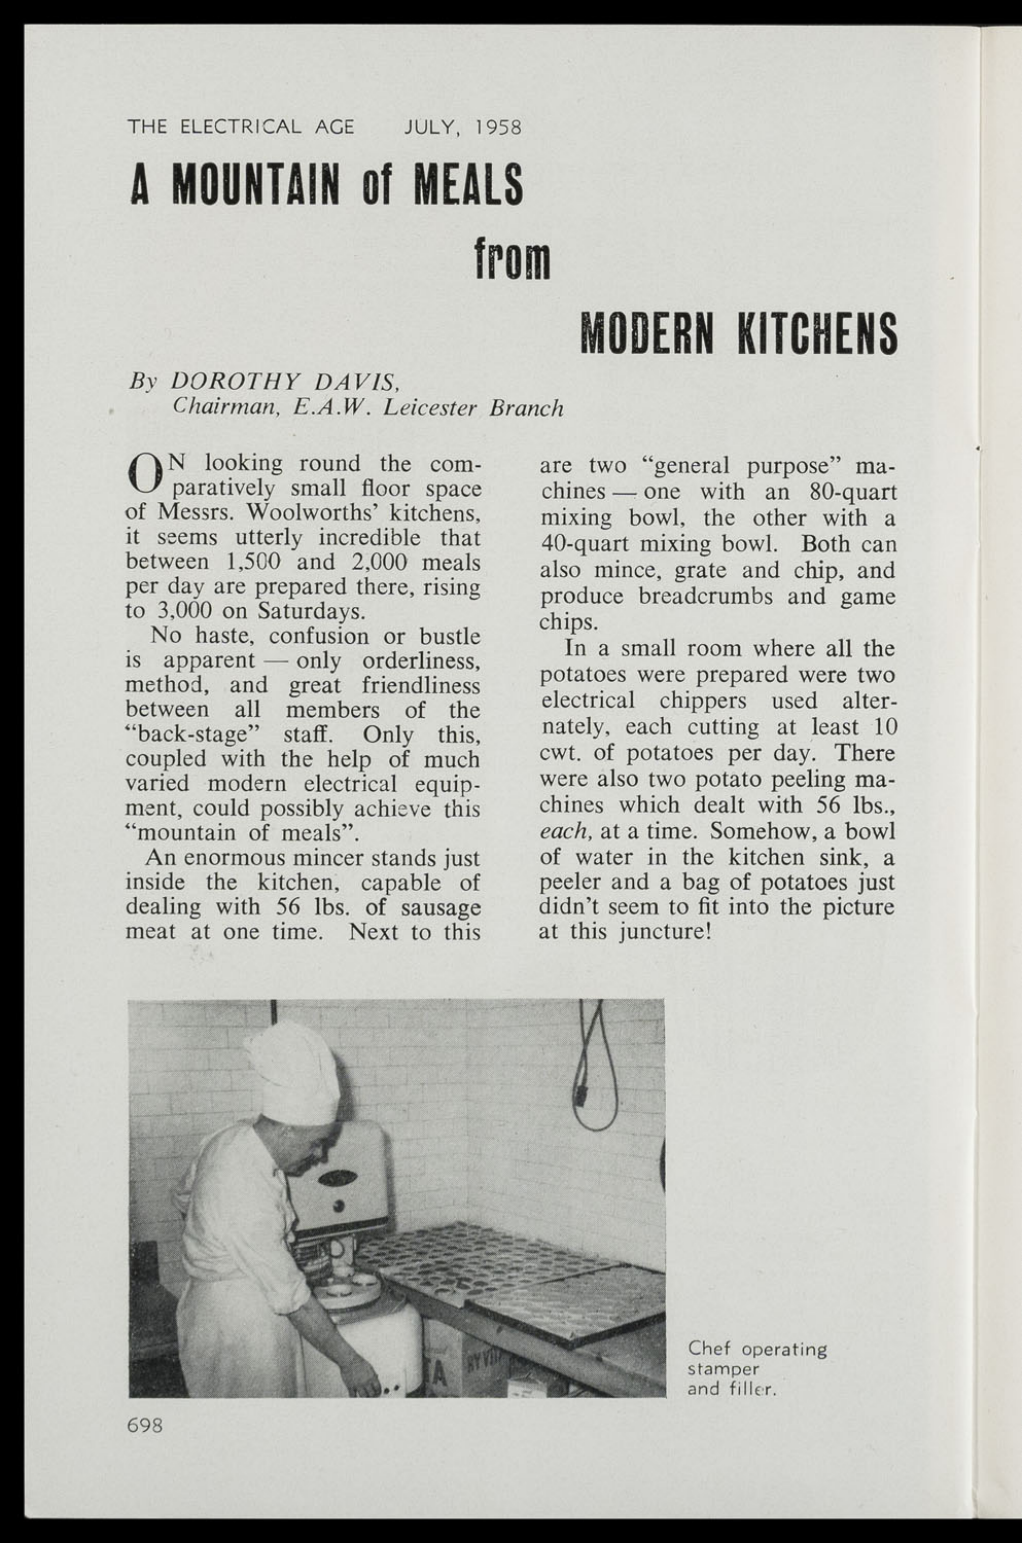 THE ELECTRICAL AGE JULY, 1958
A MOUNTAIN of MEALS
from
MODERN KITCHENS
By DOROTHY DAVIS,
Chairman, E.A.W. Leicester Branch
ON looking round the com-
paratively small floor space
of Messrs. Woolworths' kitchens,
it seems utterly incredible that
between 1,500 and 2,000 meals
per day are prepared there, rising
to 3,000 on Saturdays.
No haste, confusion or bustle
is apparent — only orderliness,
method, and great friendliness
between all members of the
“back-stage” staff. Only this,
coupled with the help of much
varied modern electrical equip-
ment, could possibly achieve this
“mountain of meals”.
An enormous mincer stands just
inside the kitchen, capable of
dealing with 56 lbs. of sausage
meat at one time. Next to this
are two “general purpose” ma-
chines — one with an 80-quart
mixing bowl, the other with a
40-quart mixing bowl. Both can
also mince, grate and chip, and
produce breadcrumbs and game
chips.
In a small room where all the
potatoes were prepared were two
electrical chippers used alter-
nately, each cutting at least 10
cwt. of potatoes per day. There
were also two potato peeling ma-
chines which dealt with 56 lbs.,
each, at a time. Somehow, a bowl
of water in the kitchen sink, a
peeler and a bag of potatoes just
didn't seem to fit into the picture
at this juncture!
Chef operating
stamper
and filler.
698